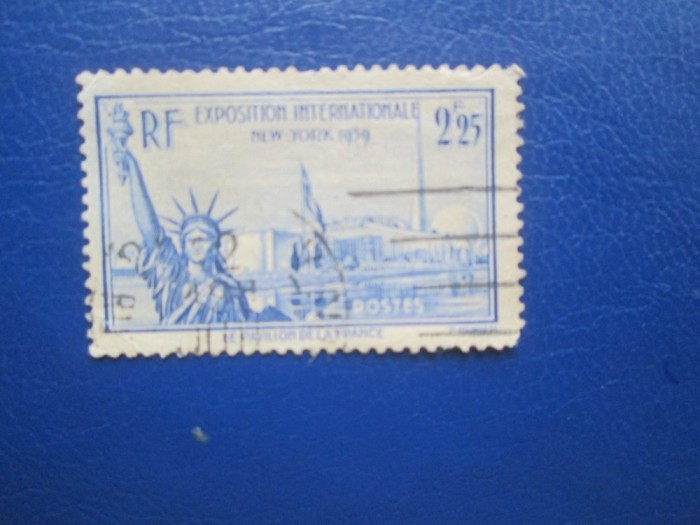 RF EXPOSITION INTERNATIONALE 2F25
NEW-YORK 1939
POSTES
LE PAVILLON DE LA FRANCE